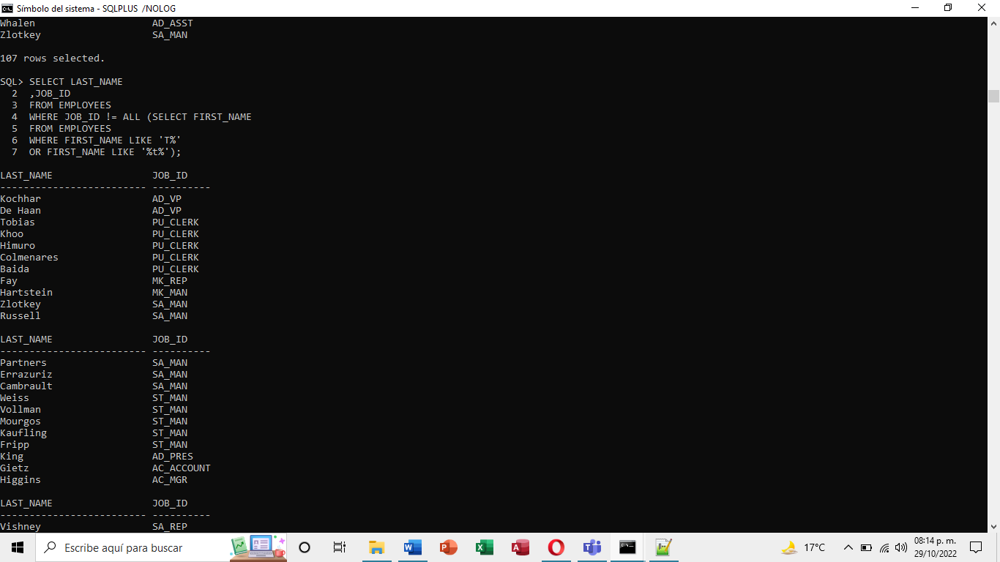 Símbolo del sistema - SQLPLUS /NOLOG
Whalen AD_ASST
Zlotkey SA_MAN
107 rows selected.
SQL> SELECT LAST_NAME
2 ,JOB_ID
3 FROM EMPLOYEES
4 WHERE JOB_ID != ALL (SELECT FIRST_NAME
5 FROM EMPLOYEES
6 WHERE FIRST_NAME LIKE 'T%'
7 OR FIRST_NAME LIKE '%t%');
LAST_NAME JOB_ID
------------------------- ----------
Kochhar AD_VP
De Haan AD_VP
Tobias PU_CLERK
Khoo PU_CLERK
Himuro PU_CLERK
Colmenares PU_CLERK
Baida PU_CLERK
Fay MK_REP
Hartstein MK_MAN
Zlotkey SA_MAN
Russell SA_MAN
LAST_NAME JOB_ID
------------------------- ----------
Partners SA_MAN
Errazuriz SA_MAN
Cambrault SA_MAN
Weiss ST_MAN
Vollman ST_MAN
Mourgos ST_MAN
Kaufling ST_MAN
Fripp ST_MAN
King AD_PRES
Gietz AC_ACCOUNT
Higgins AC_MGR
LAST_NAME JOB_ID
------------------------- ----------
Vishney SA_REP
Escribe aquí para buscar
17°C
08:14 p. m.
29/10/2022